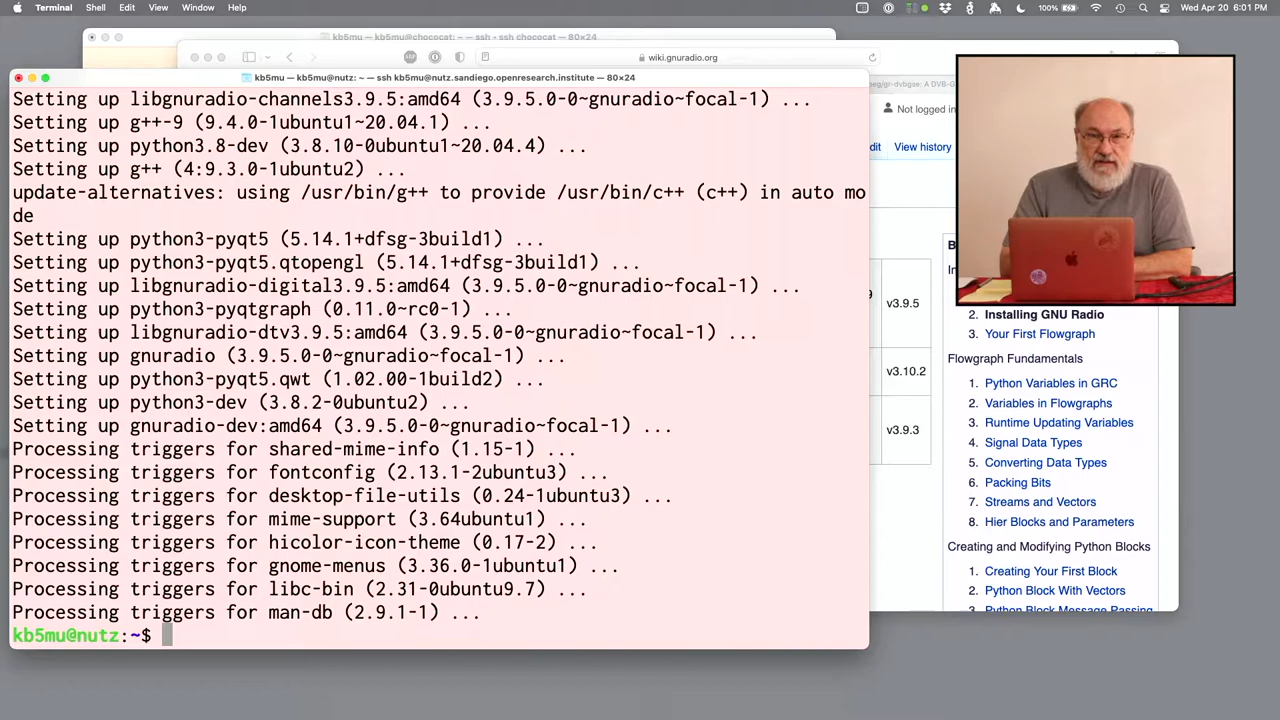 Terminal Shell Edit View Window Help
100% Wed Apr 20 6:01 PM
kb5mu — kb5mu@chococat: ~ — ssh chococat — 80×24
wiki.gnuradio.org
kb5mu — kb5mu@nutz: ~ — ssh kb5mu@nutz.sandiego.openresearch.institute — 80×24
Setting up libgnuradio-channels3.9.5:amd64 (3.9.5.0-0~gnuradio~focal-1) ...
Setting up g++-9 (9.4.0-1ubuntu1~20.04.1) ...
Setting up python3.8-dev (3.8.10-0ubuntu1~20.04.4) ...
Setting up g++ (4:9.3.0-1ubuntu2) ...
update-alternatives: using /usr/bin/g++ to provide /usr/bin/c++ (c++) in auto mo
de
Setting up python3-pyqt5 (5.14.1+dfsg-3build1) ...
Setting up python3-pyqt5.qtopengl (5.14.1+dfsg-3build1) ...
Setting up libgnuradio-digital3.9.5:amd64 (3.9.5.0-0~gnuradio~focal-1) ...
Setting up python3-pyqtgraph (0.11.0~rc0-1) ...
Setting up libgnuradio-dtv3.9.5:amd64 (3.9.5.0-0~gnuradio~focal-1) ...
Setting up gnuradio (3.9.5.0-0~gnuradio~focal-1) ...
Setting up python3-pyqt5.qwt (1.02.00-1build2) ...
Setting up python3-dev (3.8.2-0ubuntu2) ...
Setting up gnuradio-dev:amd64 (3.9.5.0-0~gnuradio~focal-1) ...
Processing triggers for shared-mime-info (1.15-1) ...
Processing triggers for fontconfig (2.13.1-2ubuntu3) ...
Processing triggers for desktop-file-utils (0.24-1ubuntu3) ...
Processing triggers for mime-support (3.64ubuntu1) ...
Processing triggers for hicolor-icon-theme (0.17-2) ...
Processing triggers for gnome-menus (3.36.0-1ubuntu1) ...
Processing triggers for libc-bin (2.31-0ubuntu9.7) ...
Processing triggers for man-db (2.9.1-1) ...
kb5mu@nutz:~$
Not logged in
dit View history
9 v3.9.5
v3.10.2
v3.9.3
B
In
2. Installing GNU Radio
3. Your First Flowgraph
Flowgraph Fundamentals
1. Python Variables in GRC
2. Variables in Flowgraphs
3. Runtime Updating Variables
4. Signal Data Types
5. Converting Data Types
6. Packing Bits
7. Streams and Vectors
8. Hier Blocks and Parameters
Creating and Modifying Python Blocks
1. Creating Your First Block
2. Python Block With Vectors
3. Python Block Message Passing